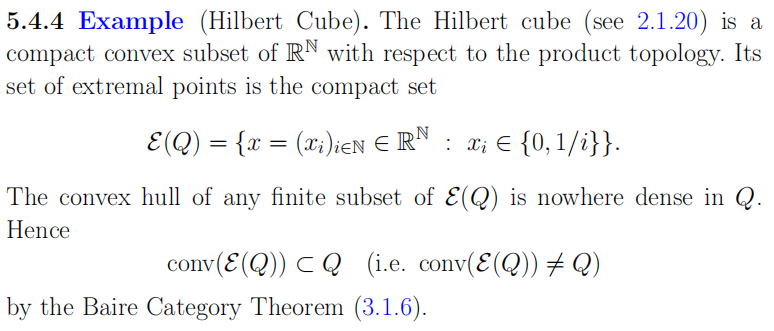 5.4.4 Example (Hilbert Cube). The Hilbert cube (see 2.1.20) is a
compact convex subset of ℝ^ℕ with respect to the product topology. Its
set of extremal points is the compact set
ℰ(Q) = {x = (x_i)_{i∈ℕ} ∈ ℝ^ℕ : x_i ∈ {0, 1/i}}.
The convex hull of any finite subset of ℰ(Q) is nowhere dense in Q.
Hence
conv(ℰ(Q)) ⊂ Q (i.e. conv(ℰ(Q)) ≠ Q)
by the Baire Category Theorem (3.1.6).